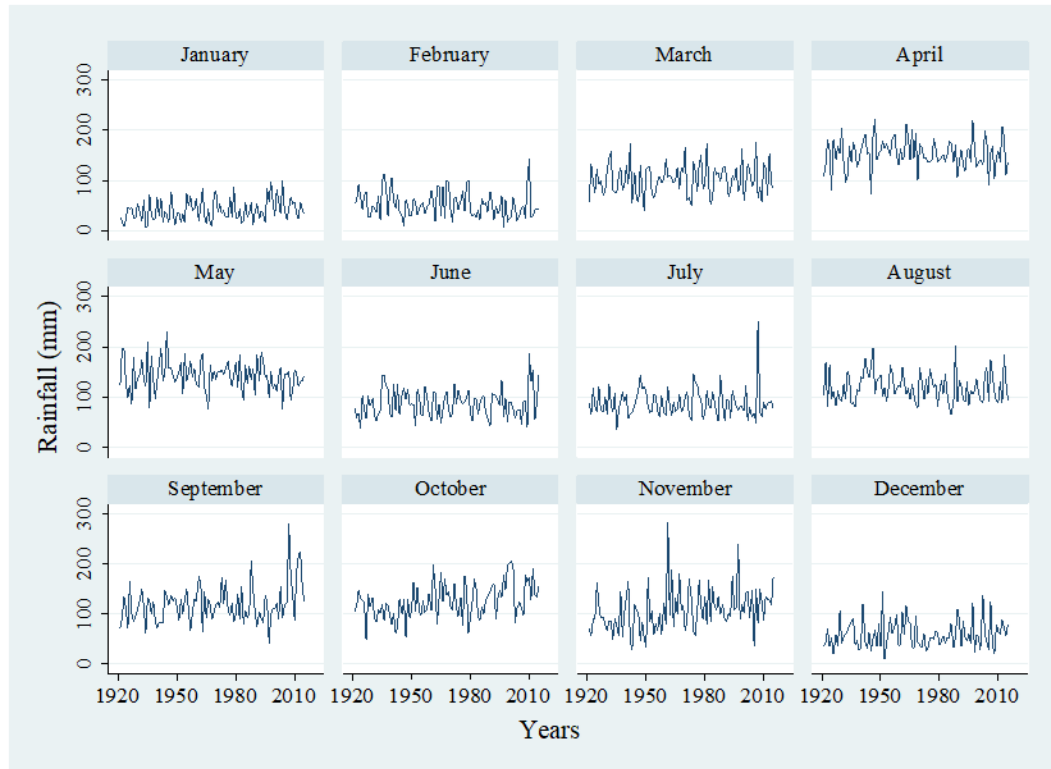 January February March April
300
200
100
0
May June July August
300
200
100
0
Rainfall (mm)
September October November December
300
200
100
0
1920 1950 1980 2010 1920 1950 1980 2010 1920 1950 1980 2010 1920 1950 1980 2010
Years